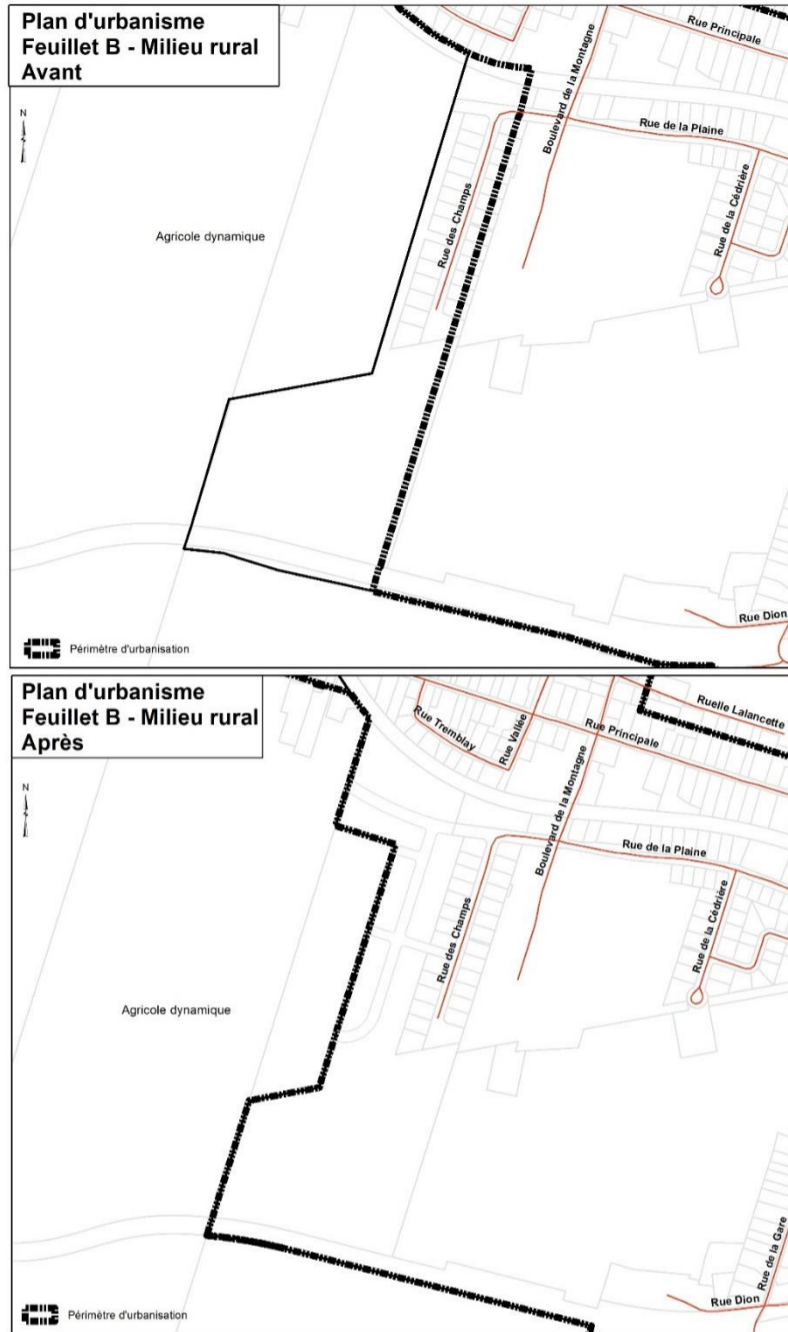 Plan d'urbanisme
Feuillet B - Milieu rural
Avant
N
Rue Principale
Boulevard de la Montagne
Rue de la Plaine
Rue de la Cédrière
Rue des Champs
Agricole dynamique
Rue Dion
Périmètre d'urbanisation
Plan d'urbanisme
Feuillet B - Milieu rural
Après
N
Ruelle Lalancette
Rue Tremblay
Rue Vallée
Rue Principale
Boulevard de la Montagne
Rue de la Plaine
Rue des Champs
Rue de la Cédrière
Agricole dynamique
Rue de la Gare
Rue Dion
Périmètre d'urbanisation